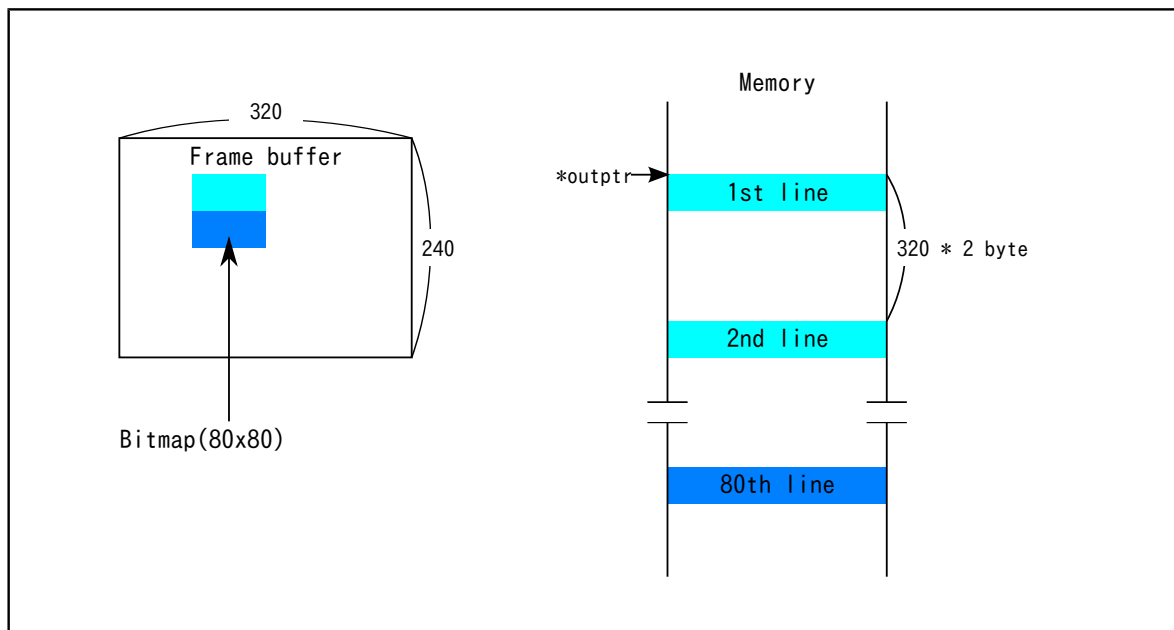 320
Frame buffer
240
Bitmap(80x80)
Memory
*outptr
1st line
320 * 2 byte
2nd line
80th line